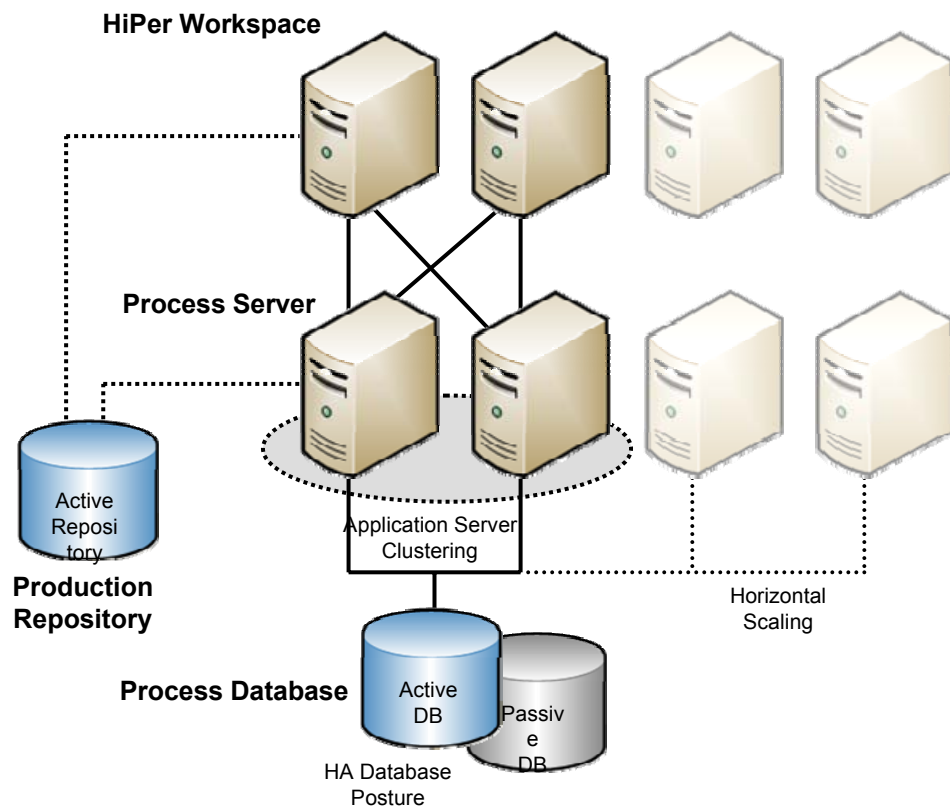 HiPer Workspace
Process Server
Active
Reposi
tory
Application Server
Clustering
Production
Repository
Horizontal
Scaling
Process Database
Active
DB
Passiv
e
DB
HA Database
Posture